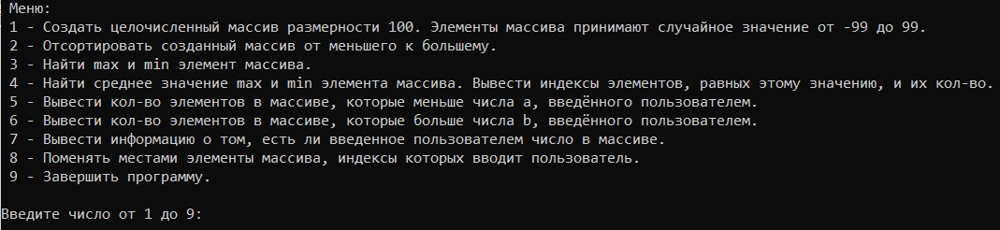 Меню:
1 - Создать целочисленный массив размерности 100. Элементы массива принимают случайное значение от -99 до 99.
2 - Отсортировать созданный массив от меньшего к большему.
3 - Найти max и min элемент массива.
4 - Найти среднее значение max и min элемента массива. Вывести индексы элементов, равных этому значению, и их кол-во.
5 - Вывести кол-во элементов в массиве, которые меньше числа a, введённого пользователем.
6 - Вывести кол-во элементов в массиве, которые больше числа b, введённого пользователем.
7 - Вывести информацию о том, есть ли введенное пользователем число в массиве.
8 - Поменять местами элементы массива, индексы которых вводит пользователь.
9 - Завершить программу.
Введите число от 1 до 9: